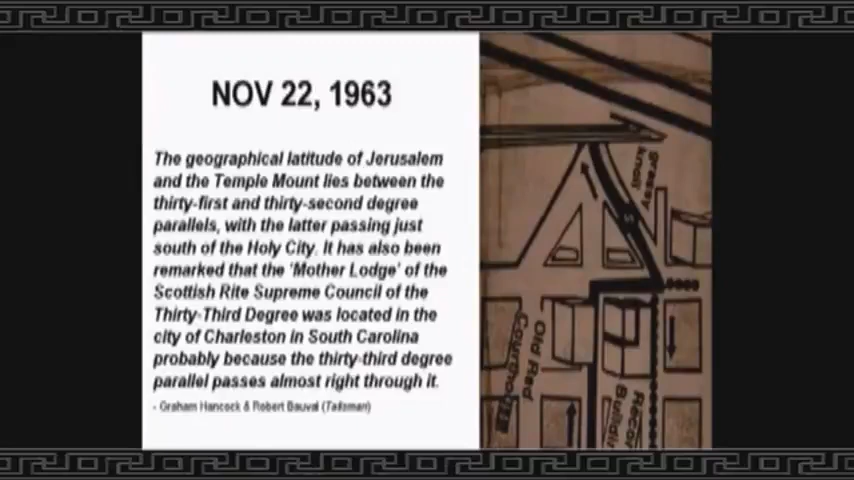 NOV 22, 1963
The geographical latitude of Jerusalem
and the Temple Mount lies between the
thirty-first and thirty-second degree
parallels, with the latter passing just
south of the Holy City. It has also been
remarked that the 'Mother Lodge' of the
Scottish Rite Supreme Council of the
Thirty-Third Degree was located in the
city of Charleston in South Carolina
probably because the thirty-third degree
parallel passes almost right through it.
- Graham Hancock & Robert Bauval (Talisman)
grassy
knoll
Old Red
Courthouse